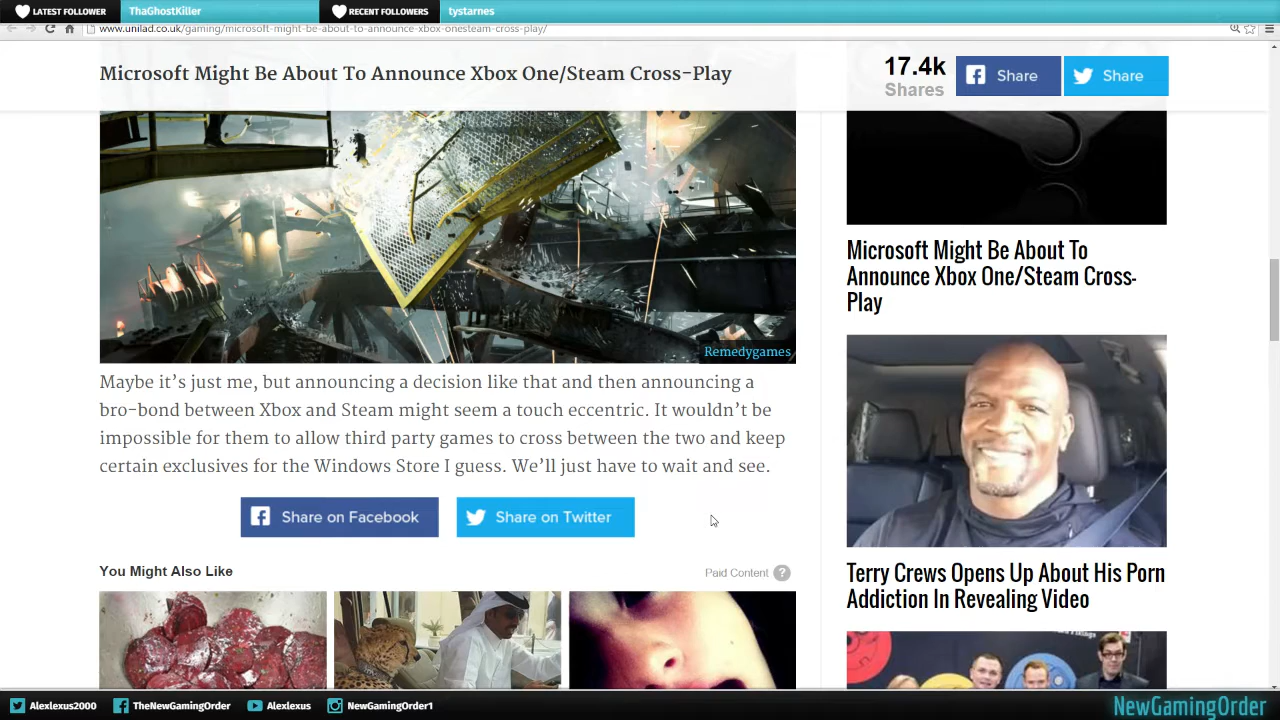 LATEST FOLLOWER
ThaGhostKiller
RECENT FOLLOWERS
tystarnes
www.unilad.co.uk/gaming/microsoft-might-be-about-to-announce-xbox-onesteam-cross-play/
Microsoft Might Be About To Announce Xbox One/Steam Cross-Play
17.4k
Shares
Share
Share
Remedygames
Maybe it's just me, but announcing a decision like that and then announcing a
bro-bond between Xbox and Steam might seem a touch eccentric. It wouldn't be
impossible for them to allow third party games to cross between the two and keep
certain exclusives for the Windows Store I guess. We'll just have to wait and see.
Share on Facebook
Share on Twitter
You Might Also Like
Paid Content ?
Microsoft Might Be About To
Announce Xbox One/Steam Cross-
Play
Terry Crews Opens Up About His Porn
Addiction In Revealing Video
Alexlexus2000
TheNewGamingOrder
Alexlexus
NewGamingOrder1
NewGamingOrder